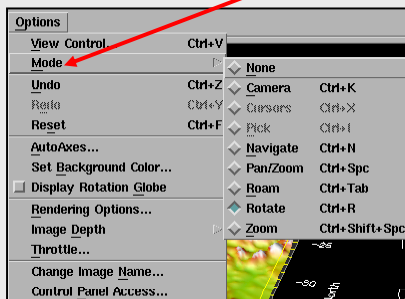 Options
View Control... Ctrl+V
Mode
Undo Ctrl+Z
Redo Ctrl+Y
Reset Ctrl+F
AutoAxes...
Set Background Color...
Display Rotation Globe
Rendering Options...
Image Depth
Throttle...
Change Image Name...
Control Panel Access...
None
Camera Ctrl+K
Cursors Ctrl+X
Pick Ctrl+I
Navigate Ctrl+N
Pan/Zoom Ctrl+Spc
Roam Ctrl+Tab
Rotate Ctrl+R
Zoom Ctrl+Shift+Spc
-25
-30